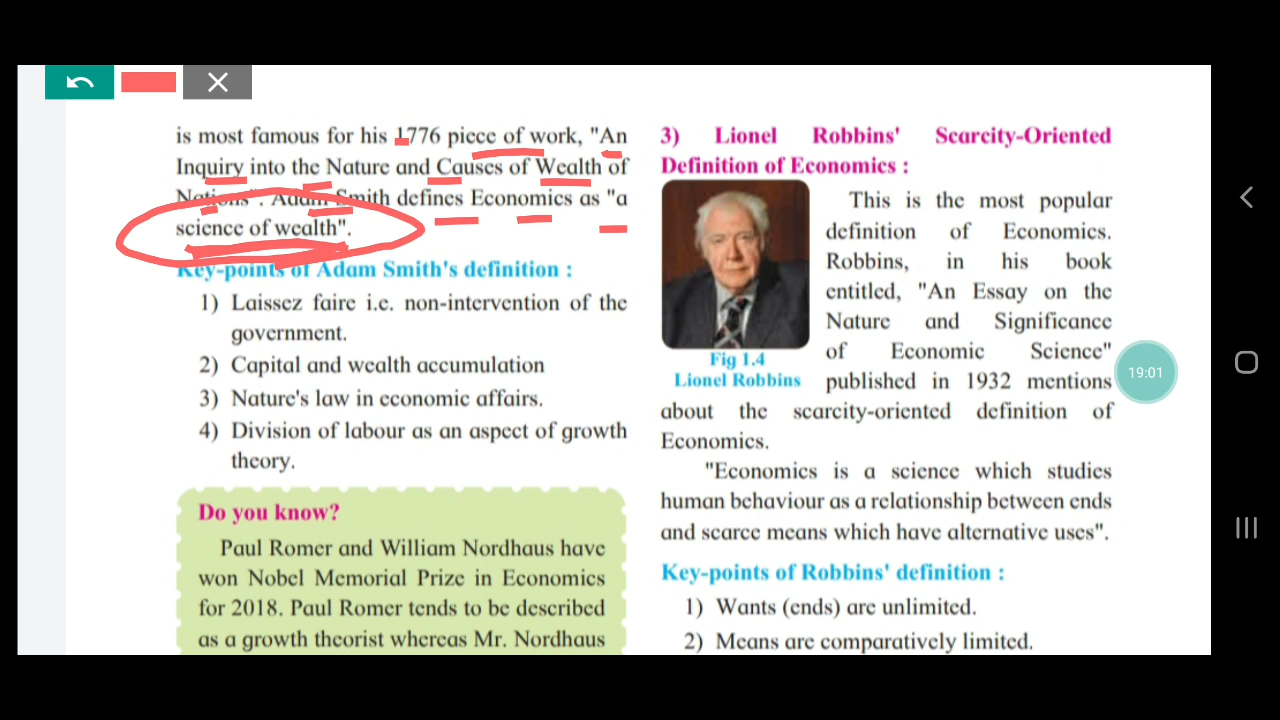 is most famous for his 1776 piece of work, "An
Inquiry into the Nature and Causes of Wealth of
Nations". Adam Smith defines Economics as "a
science of wealth".
Key-points of Adam Smith's definition :
1) Laissez faire i.e. non-intervention of the
government.
2) Capital and wealth accumulation
3) Nature's law in economic affairs.
4) Division of labour as an aspect of growth
theory.
Do you know?
Paul Romer and William Nordhaus have
won Nobel Memorial Prize in Economics
for 2018. Paul Romer tends to be described
as a growth theorist whereas Mr. Nordhaus
3) Lionel Robbins' Scarcity-Oriented
Definition of Economics :
This is the most popular
definition of Economics.
Robbins, in his book
entitled, "An Essay on the
Nature and Significance
of Economic Science"
published in 1932 mentions
about the scarcity-oriented definition of
Economics.
Fig 1.4
Lionel Robbins
"Economics is a science which studies
human behaviour as a relationship between ends
and scarce means which have alternative uses".
Key-points of Robbins' definition :
1) Wants (ends) are unlimited.
2) Means are comparatively limited.
19:01